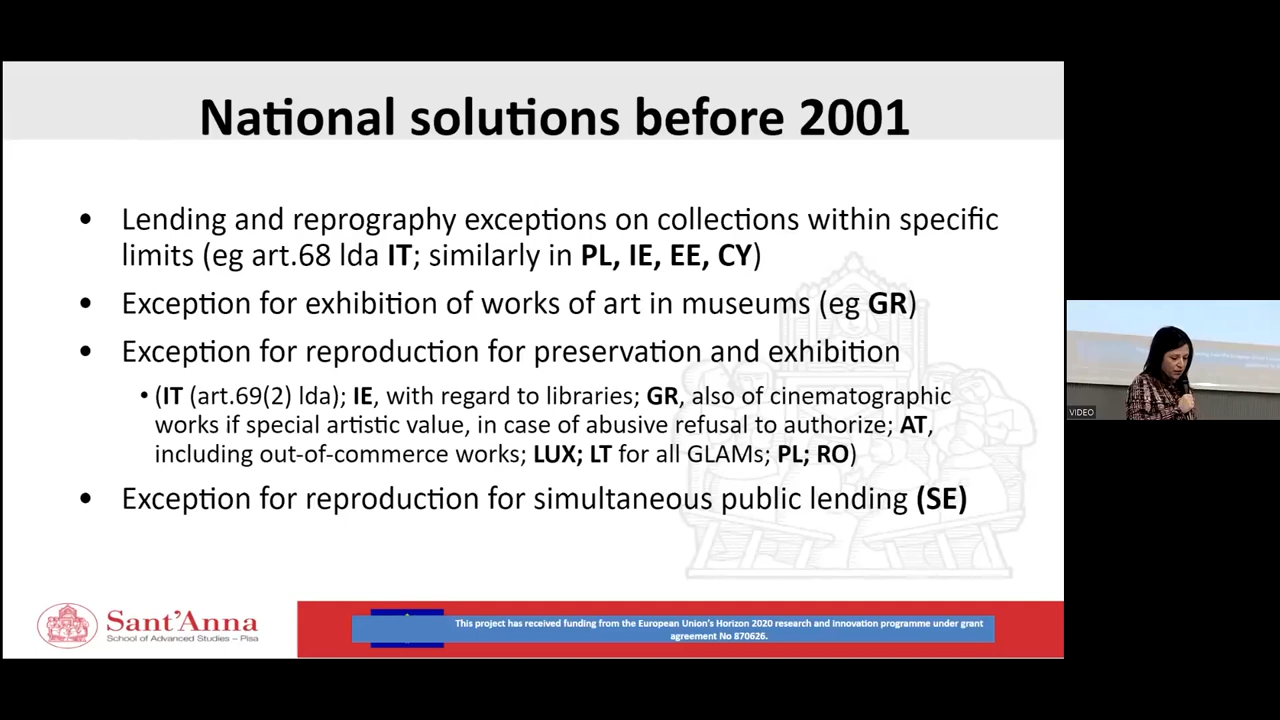 National solutions before 2001
• Lending and reprography exceptions on collections within specific
limits (eg art.68 lda IT; similarly in PL, IE, EE, CY)
• Exception for exhibition of works of art in museums (eg GR)
• Exception for reproduction for preservation and exhibition
• (IT (art.69(2) lda); IE, with regard to libraries; GR, also of cinematographic
works if special artistic value, in case of abusive refusal to authorize; AT,
including out-of-commerce works; LUX; LT for all GLAMs; PL; RO)
• Exception for reproduction for simultaneous public lending (SE)
Sant'Anna
School of Advanced Studies – Pisa
This project has received funding from the European Union's Horizon 2020 research and innovation programme under grant
agreement No 870626.
VIDEO